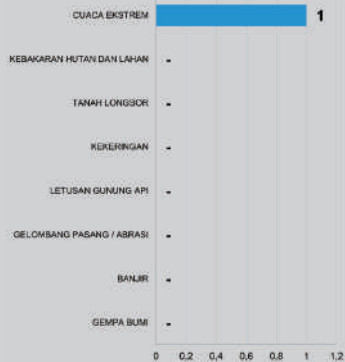 CUACA EKSTREM 1
KEBAKARAN HUTAN DAN LAHAN -
TANAH LONGSOR -
KEKERINGAN -
LETUSAN GUNUNG API -
GELOMBANG PASANG / ABRASI -
BANJIR -
GEMPA BUMI -
0 0,2 0,4 0,6 0,8 1 1,2